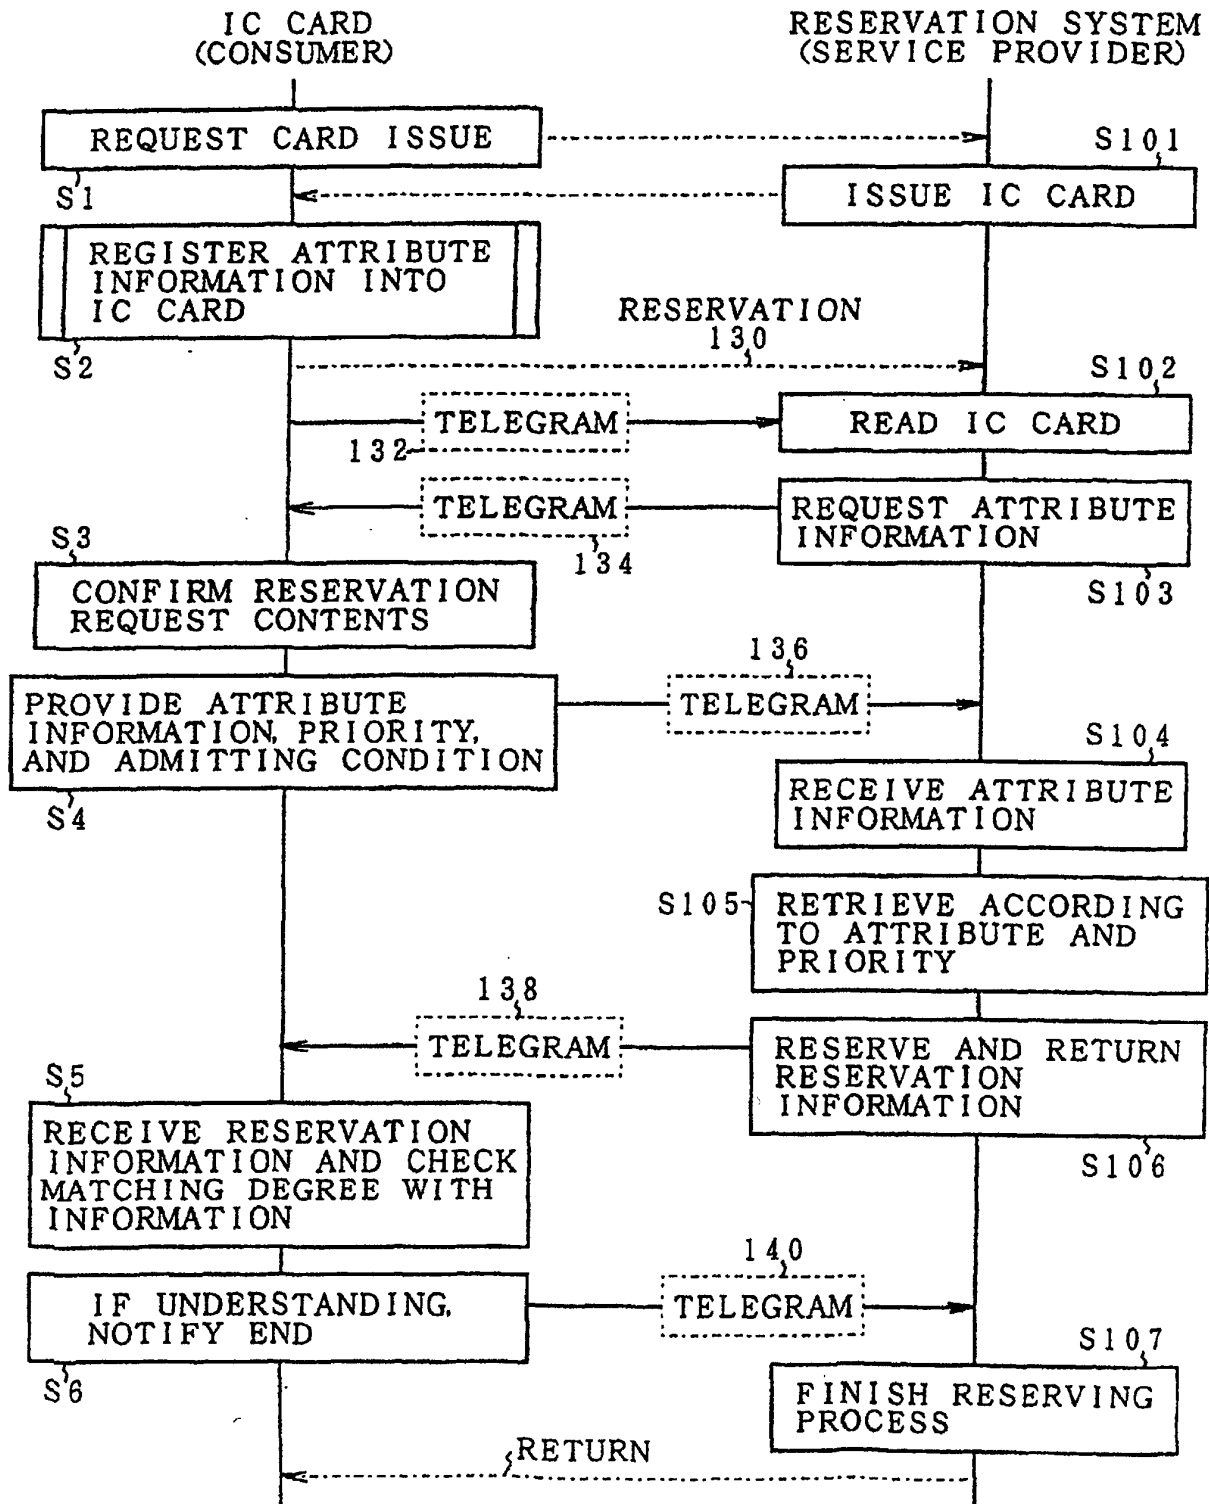 IC CARD
(CONSUMER)
RESERVATION SYSTEM
(SERVICE PROVIDER)
REQUEST CARD ISSUE
S1
S101
ISSUE IC CARD
REGISTER ATTRIBUTE
INFORMATION INTO
IC CARD
S2
RESERVATION
130
S102
TELEGRAM
132
READ IC CARD
TELEGRAM
134
REQUEST ATTRIBUTE
INFORMATION
S103
S3
CONFIRM RESERVATION
REQUEST CONTENTS
136
PROVIDE ATTRIBUTE
INFORMATION, PRIORITY,
AND ADMITTING CONDITION
S4
TELEGRAM
S104
RECEIVE ATTRIBUTE
INFORMATION
S105
RETRIEVE ACCORDING
TO ATTRIBUTE AND
PRIORITY
138
TELEGRAM
RESERVE AND RETURN
RESERVATION
INFORMATION
S106
S5
RECEIVE RESERVATION
INFORMATION AND CHECK
MATCHING DEGREE WITH
INFORMATION
140
IF UNDERSTANDING,
NOTIFY END
S6
TELEGRAM
S107
FINISH RESERVING
PROCESS
RETURN